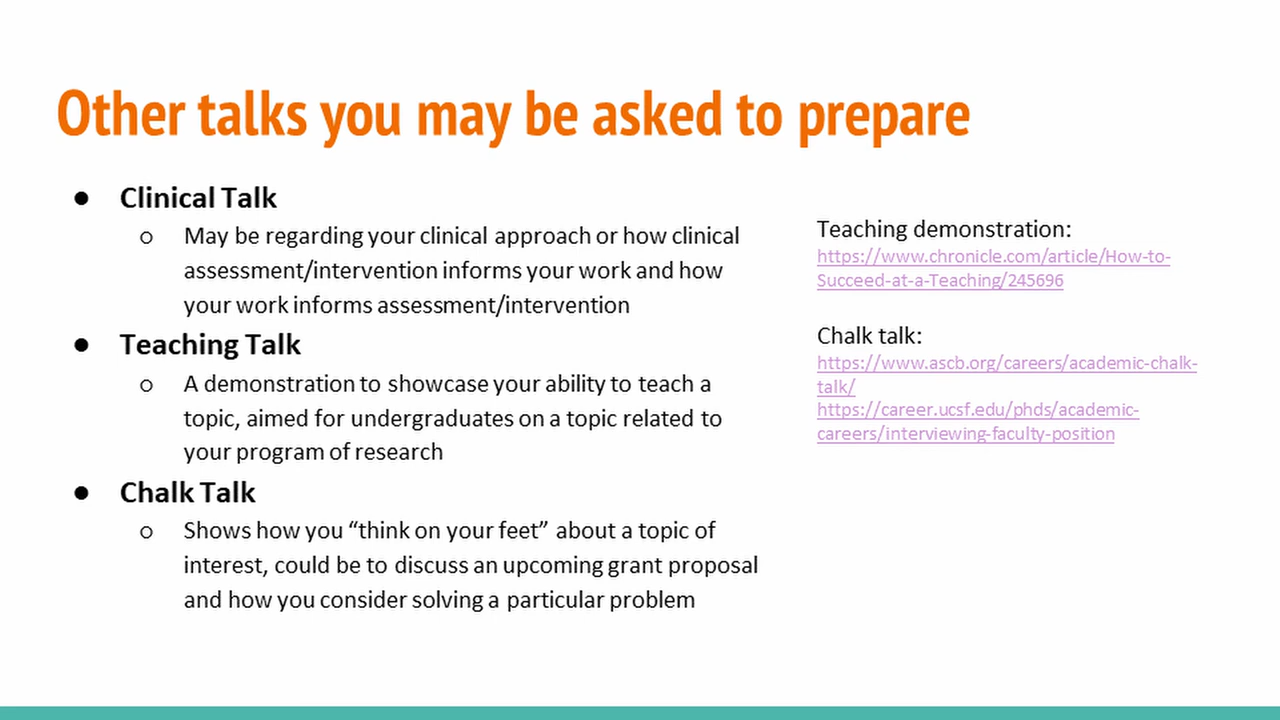 Other talks you may be asked to prepare
● Clinical Talk
○ May be regarding your clinical approach or how clinical
assessment/intervention informs your work and how
your work informs assessment/intervention
● Teaching Talk
○ A demonstration to showcase your ability to teach a
topic, aimed for undergraduates on a topic related to
your program of research
● Chalk Talk
○ Shows how you “think on your feet” about a topic of
interest, could be to discuss an upcoming grant proposal
and how you consider solving a particular problem
Teaching demonstration:
https://www.chronicle.com/article/How-to-
Succeed-at-a-Teaching/245696
Chalk talk:
https://www.ascb.org/careers/academic-chalk-
talk/
https://career.ucsf.edu/phds/academic-
careers/interviewing-faculty-position